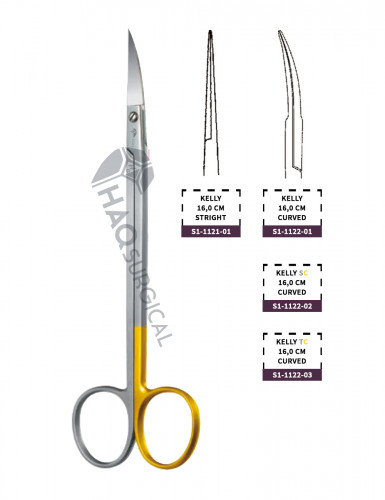 HAQ SURGICAL
KELLY
16,0 CM
STRIGHT
S1-1121-01
KELLY
16,0 CM
CURVED
S1-1122-01
KELLY SC
16,0 CM
CURVED
S1-1122-02
KELLY TC
16,0 CM
CURVED
S1-1122-03